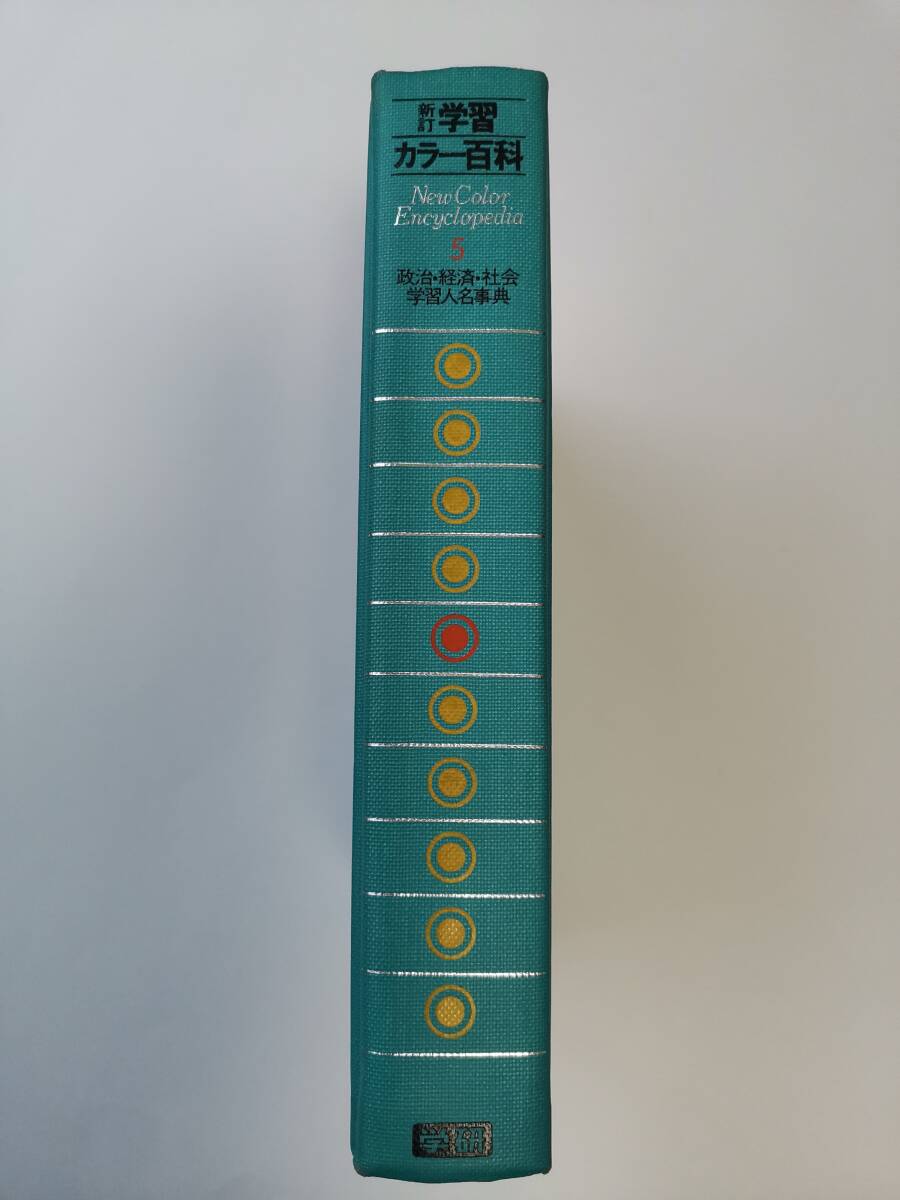 新訂 学習
カラー百科
New Color
Encyclopedia
5
政治・経済・社会
学習人名事典
学研